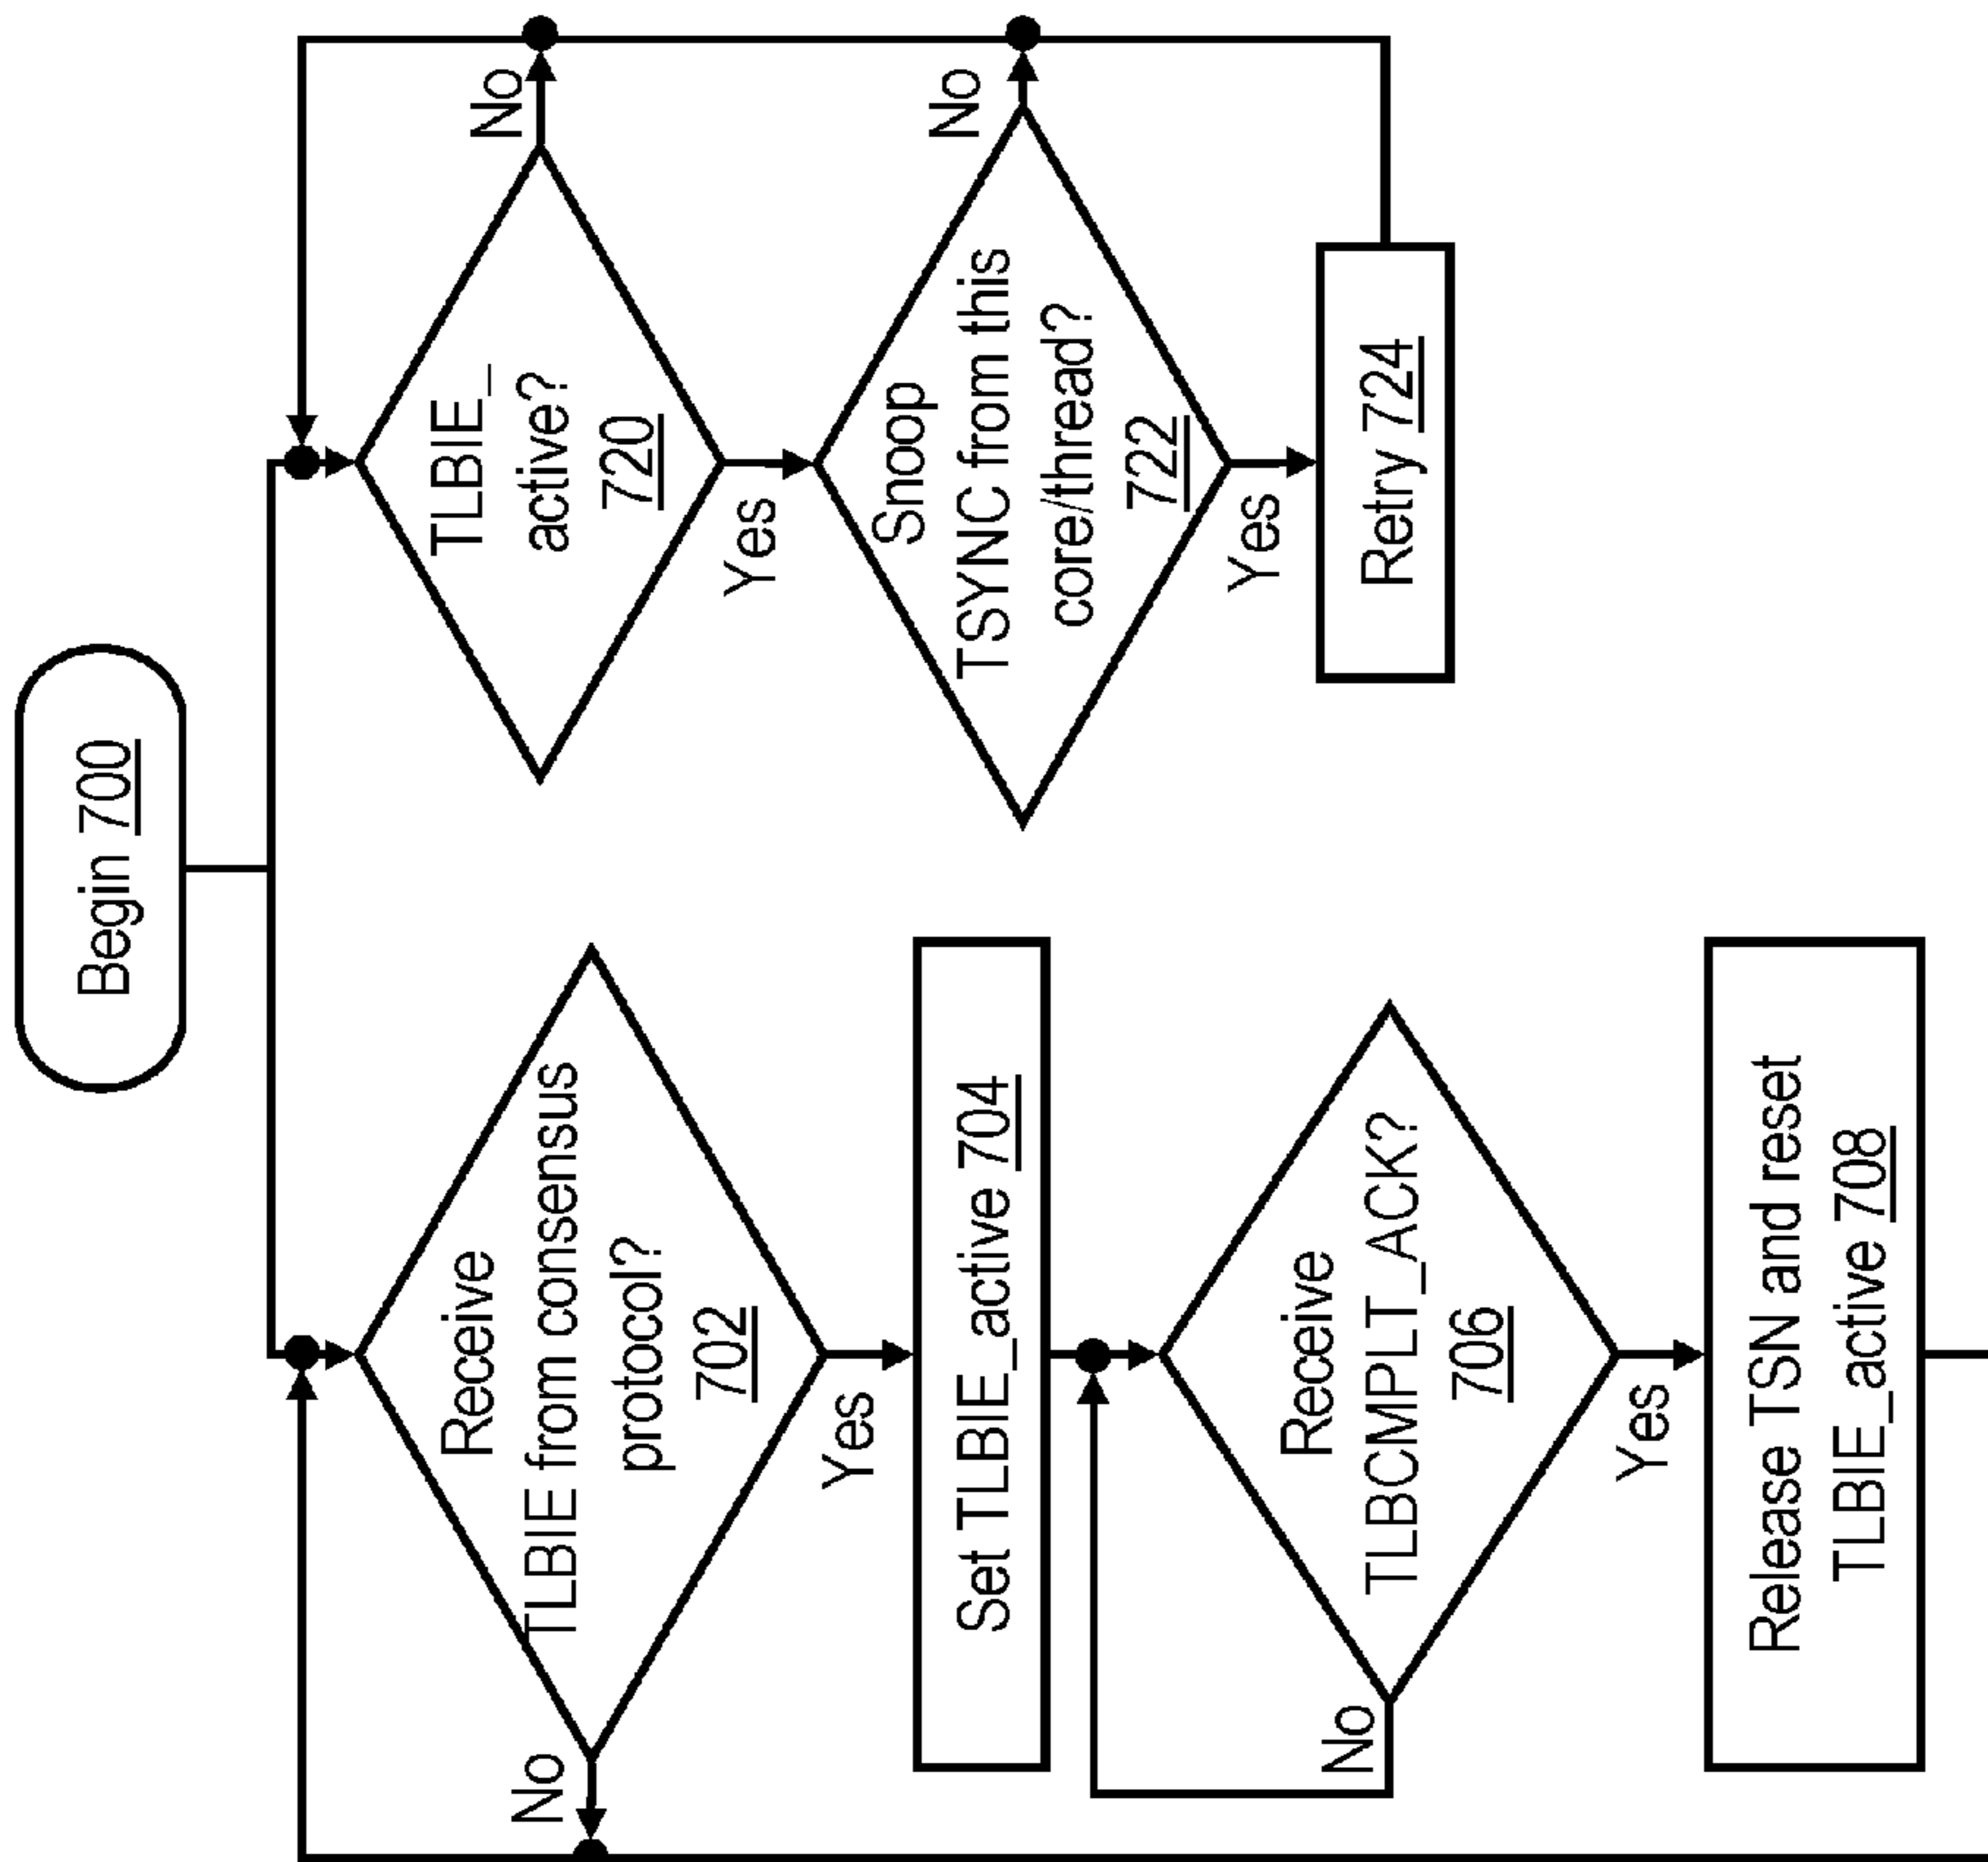 Begin 700
Receive
TLBIE from consensus
protocol?
702
No
Yes
Set TLBIE_active 704
Receive
TLBCMPLT_ACK?
706
No
Yes
Release TSN and reset
TLBIE_active 708
TLBIE_
active?
720
No
Yes
Snoop
TSYNC from this
core/thread?
722
No
Yes
Retry 724